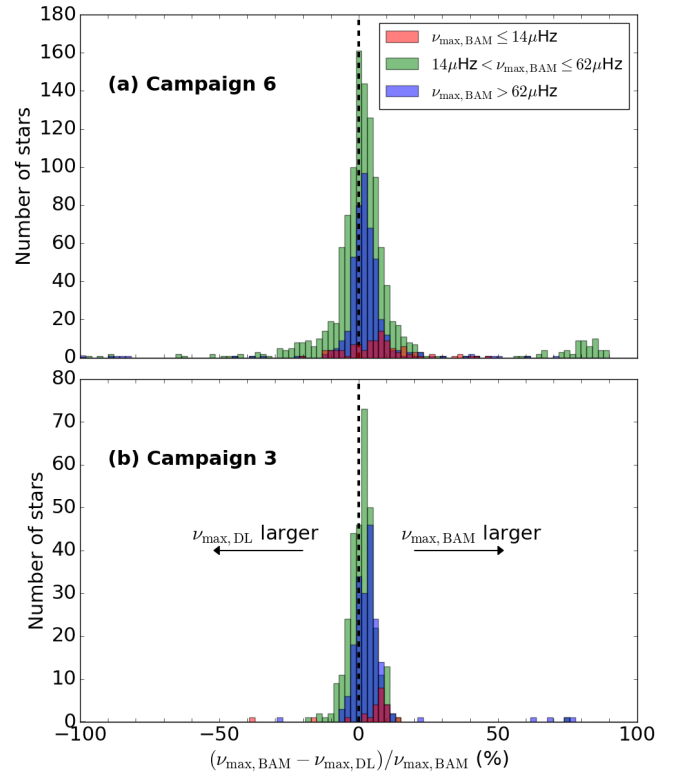 180
160
140
120
100
80
60
40
20
0
Number of stars
(a) Campaign 6
ν_max,BAM ≤ 14μHz
14μHz < ν_max,BAM ≤ 62μHz
ν_max,BAM > 62μHz
80
70
60
50
40
30
20
10
0
Number of stars
(b) Campaign 3
ν_max,DL larger
ν_max,BAM larger
−100 −50 0 50 100
(ν_max,BAM − ν_max,DL)/ν_max,BAM (%)